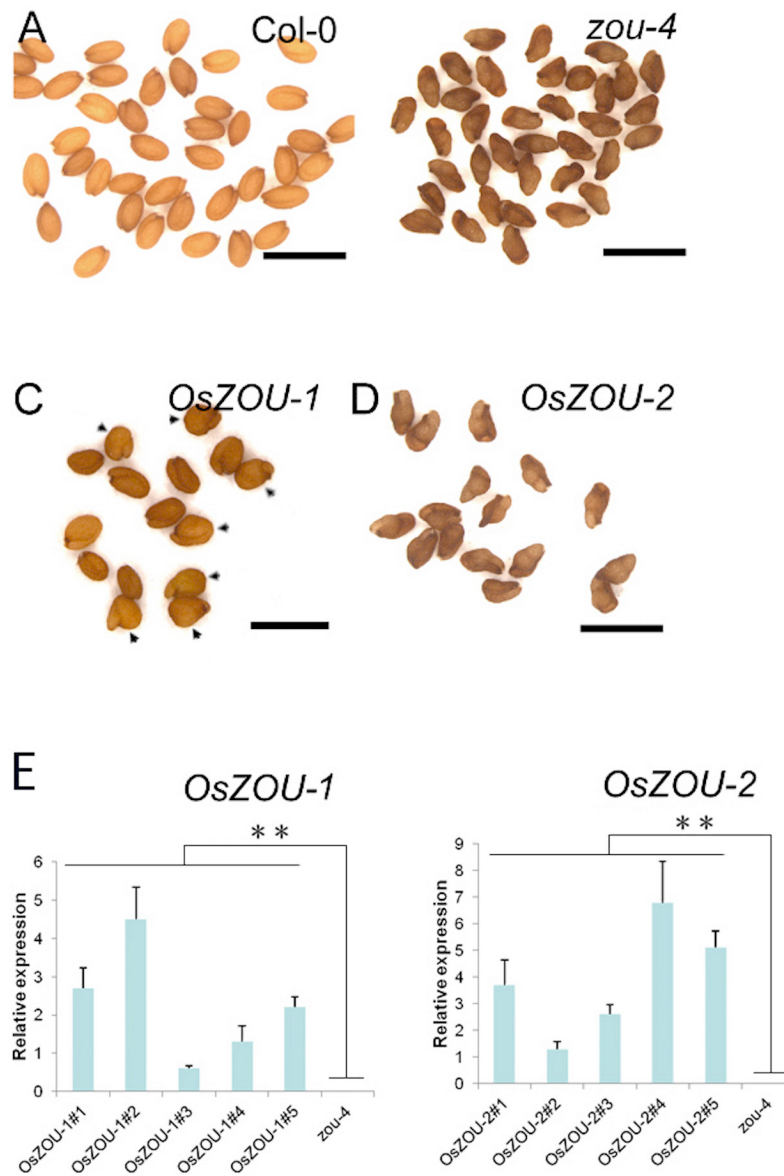 A Col-0 zou-4
C OsZOU-1 D OsZOU-2
E
OsZOU-1
* *
6
5
4
3
2
1
0
Relative expression
OsZOU-1#1
OsZOU-1#2
OsZOU-1#3
OsZOU-1#4
OsZOU-1#5
zou-4
OsZOU-2
* *
9
8
7
6
5
4
3
2
1
0
Relative expression
OsZOU-2#1
OsZOU-2#2
OsZOU-2#3
OsZOU-2#4
OsZOU-2#5
zou-4